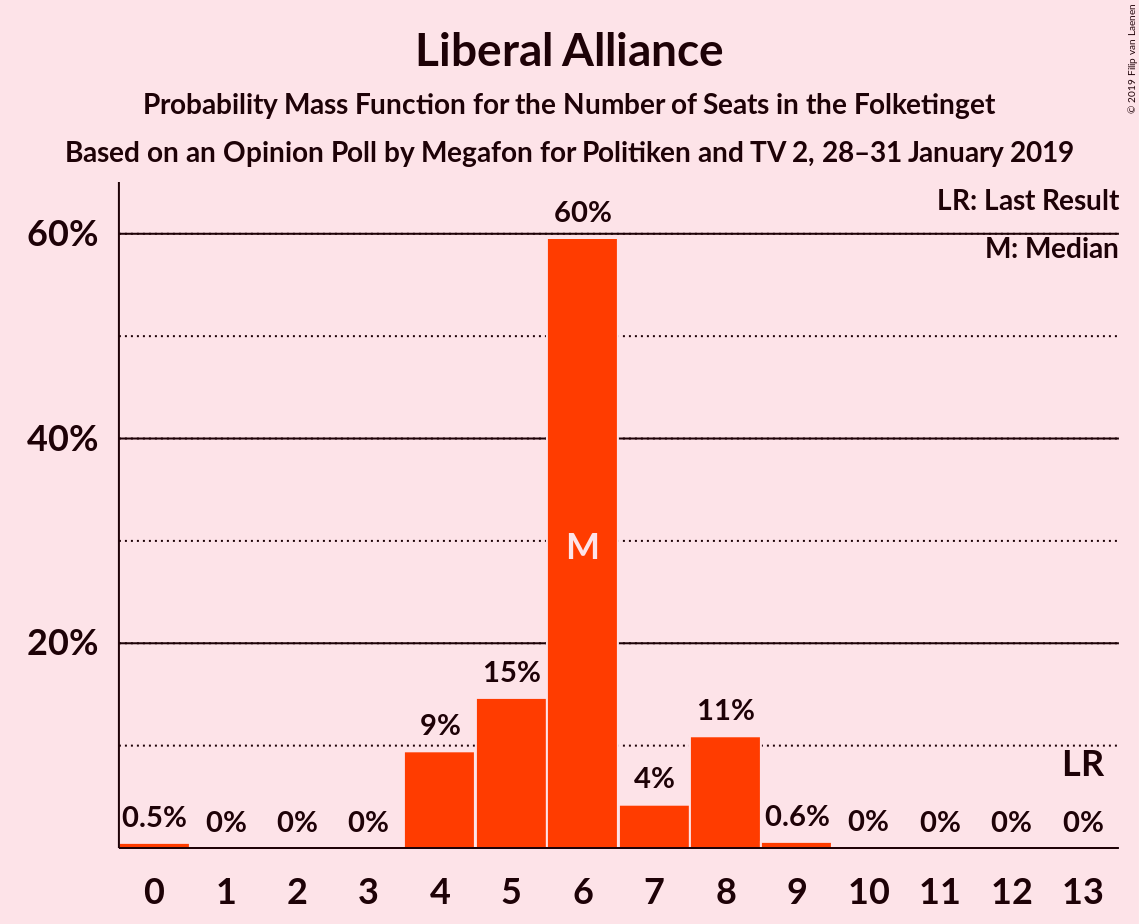 © 2019 Filip van Laenen
Liberal Alliance
Probability Mass Function for the Number of Seats in the Folketinget
Based on an Opinion Poll by Megafon for Politiken and TV 2, 28–31 January 2019
LR: Last Result
M: Median
60%
40%
20%
0.5% 0% 0% 0% 9% 15% 60% 4% 11% 0.6% 0% 0% 0% 0%
M
LR
0 1 2 3 4 5 6 7 8 9 10 11 12 13